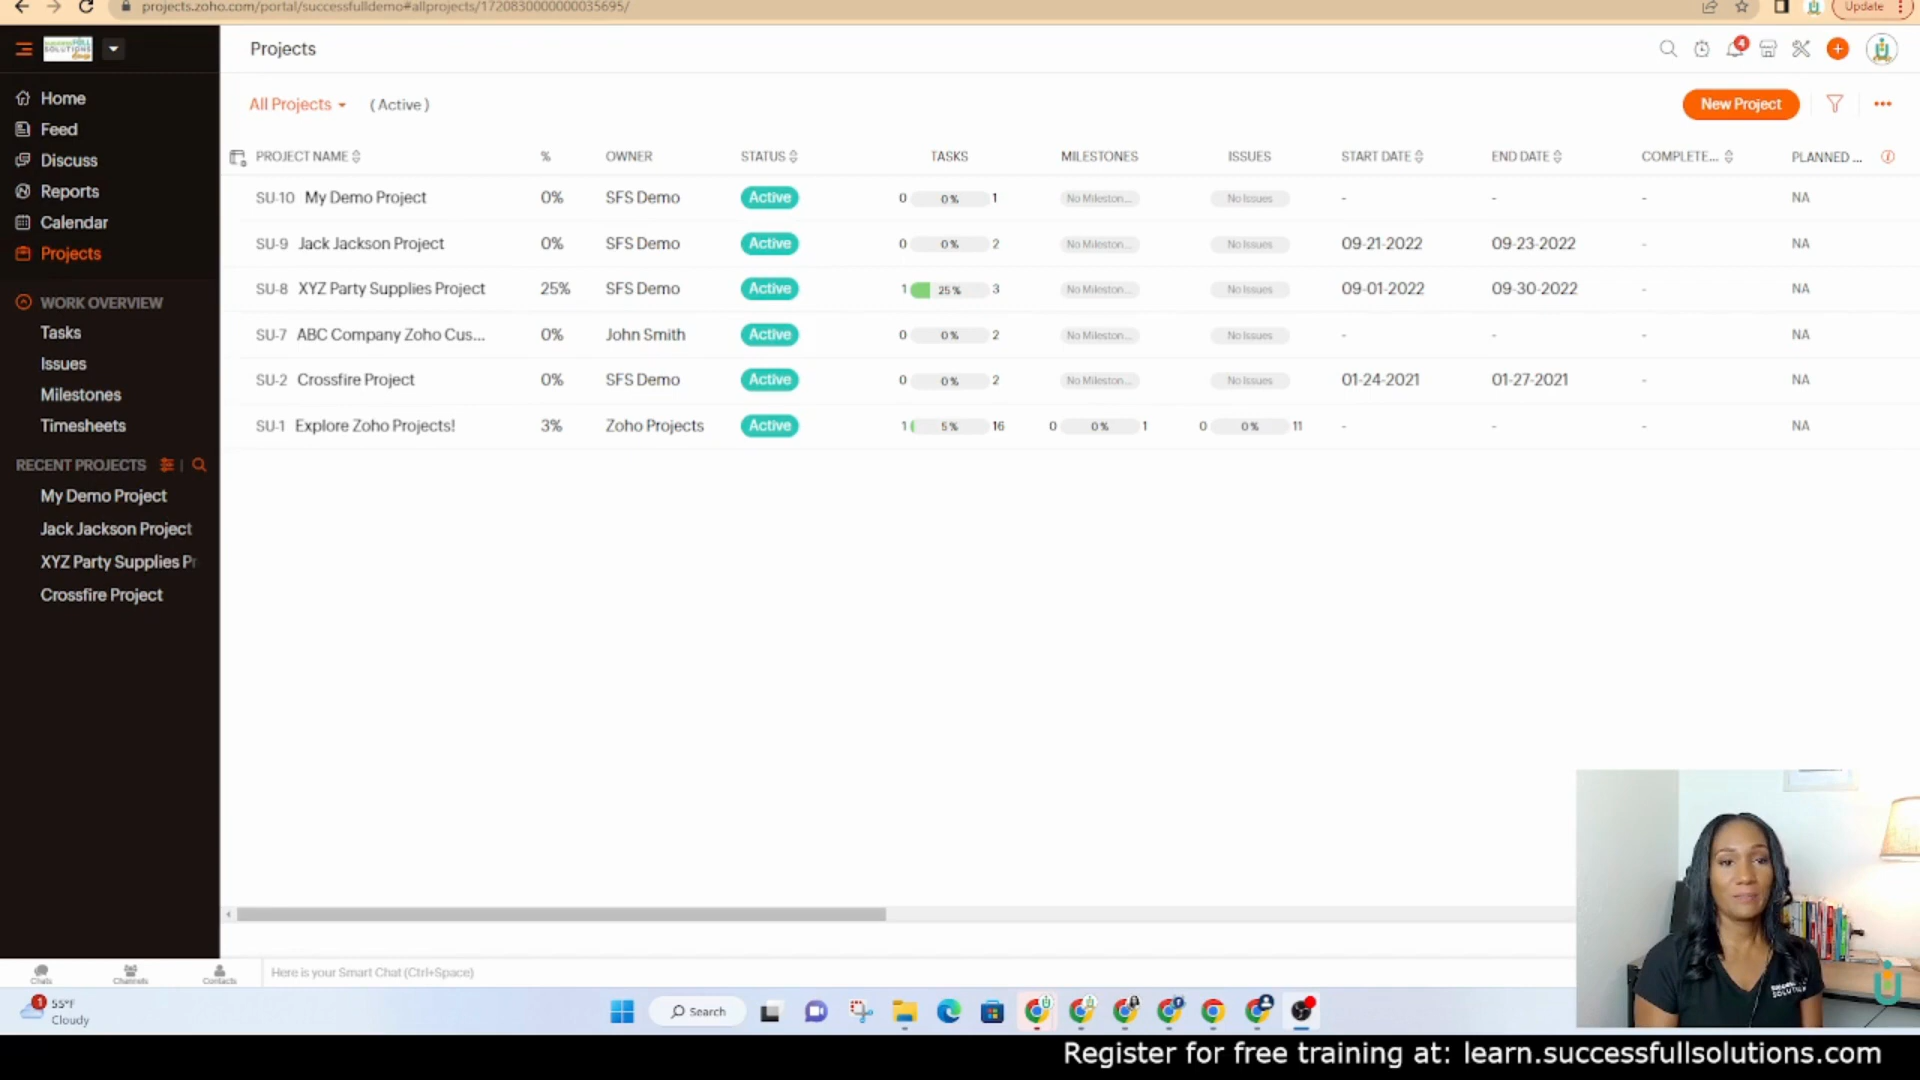 projects.zoho.com/portal/successfulldemo#allprojects/1720830000000035695/
Update
Projects
4
All Projects (Active)
New Project
Home
Feed
Discuss
Reports
Calendar
Projects
WORK OVERVIEW
Tasks
Issues
Milestones
Timesheets
RECENT PROJECTS
My Demo Project
Jack Jackson Project
XYZ Party Supplies Pr
Crossfire Project
PROJECT NAME % OWNER STATUS TASKS MILESTONES ISSUES START DATE END DATE COMPLETE... PLANNED ...
SU-10 My Demo Project 0% SFS Demo Active 0 0% 1 No Mileston... No Issues - - - NA
SU-9 Jack Jackson Project 0% SFS Demo Active 0 0% 2 No Mileston... No Issues 09-21-2022 09-23-2022 - NA
SU-8 XYZ Party Supplies Project 25% SFS Demo Active 1 25% 3 No Mileston... No Issues 09-01-2022 09-30-2022 - NA
SU-7 ABC Company Zoho Cus... 0% John Smith Active 0 0% 2 No Mileston... No Issues - - - NA
SU-2 Crossfire Project 0% SFS Demo Active 0 0% 2 No Mileston... No Issues 01-24-2021 01-27-2021 - NA
SU-1 Explore Zoho Projects! 3% Zoho Projects Active 1 5% 16 0 0% 1 0 0% 11 - - - NA
Chats Channels Contacts Here is your Smart Chat (Ctrl+Space)
1 55°F
Cloudy
Search
SOLUTIONS
Register for free training at: learn.successfullsolutions.com